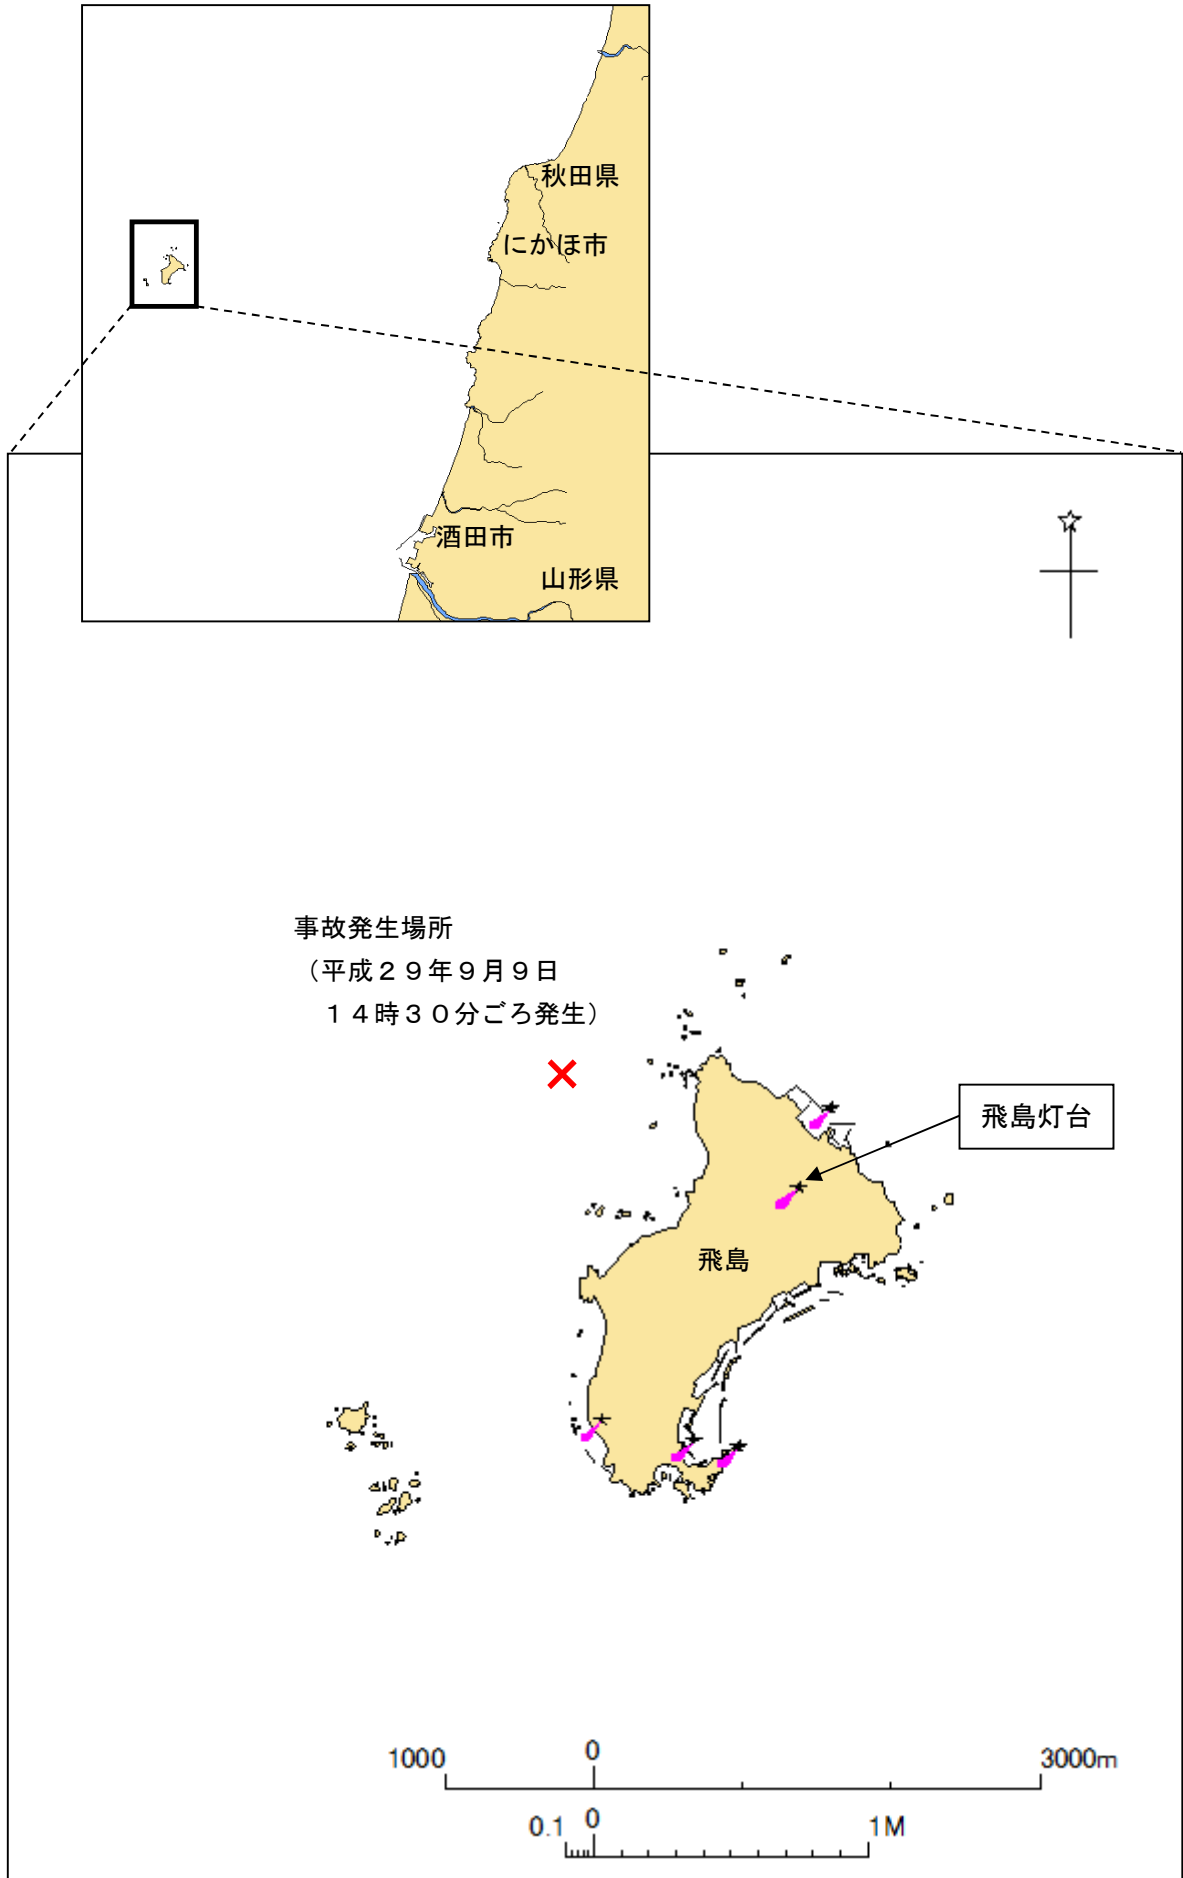 秋田県
にかほ市
酒田市
山形県
事故発生場所
（平成２９年９月９日
１４時３０分ごろ発生）
飛島灯台
飛島
1000 0 3000m
0.1 0 1M